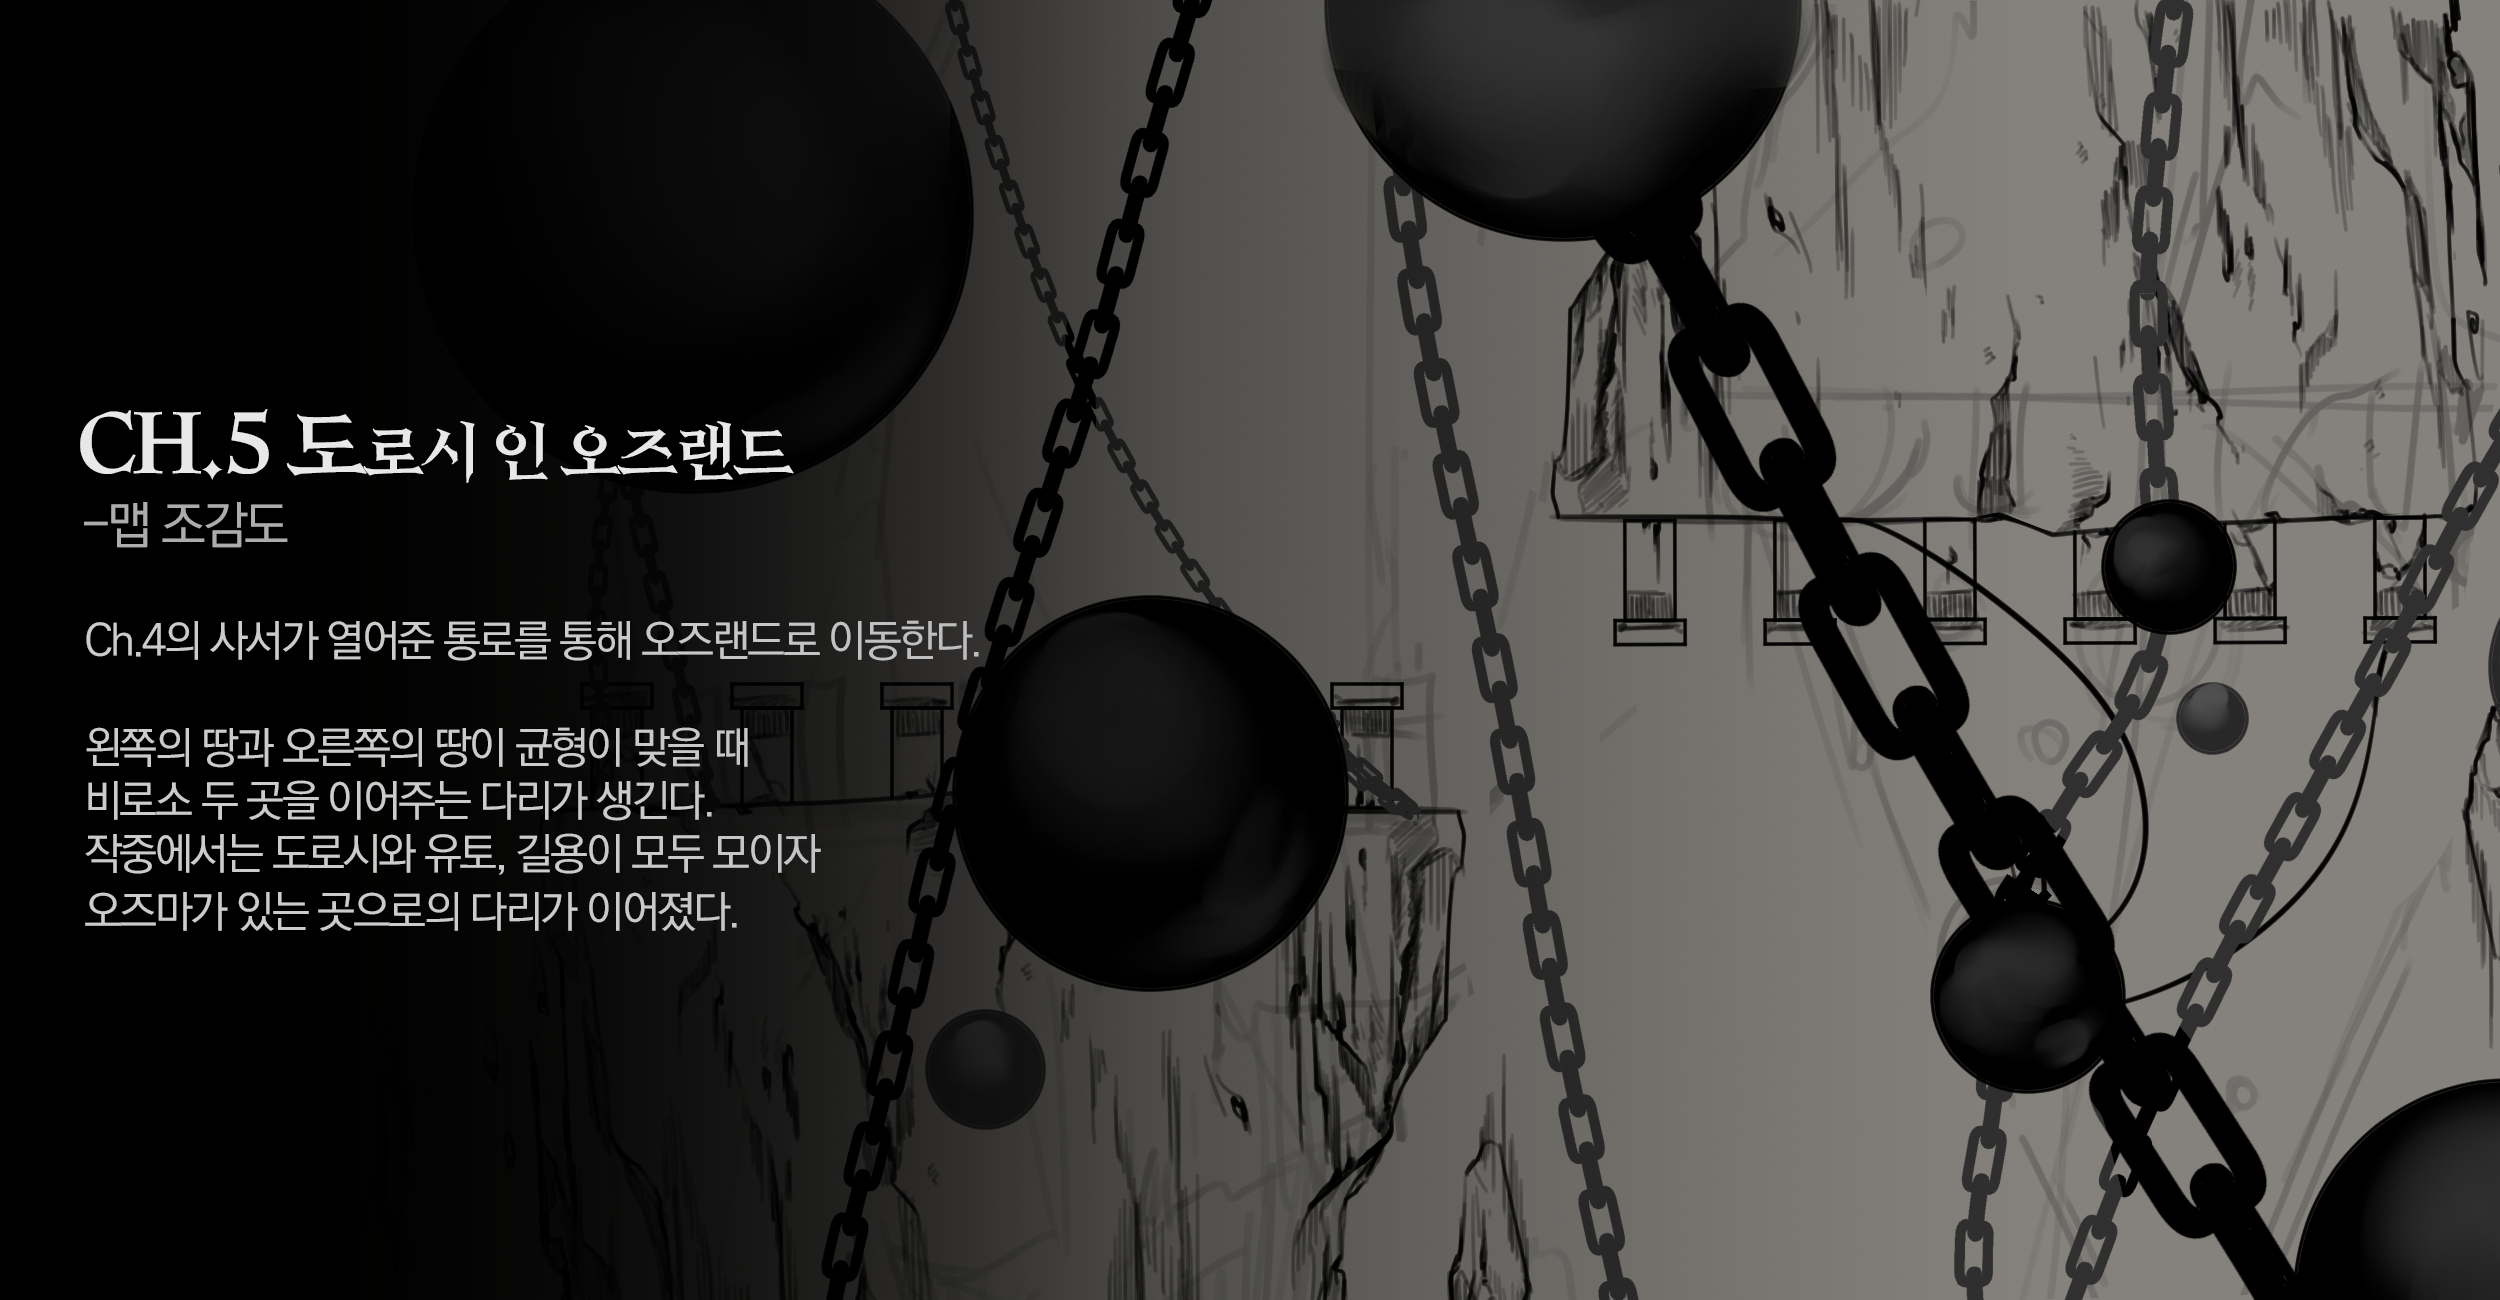 CH.5 도로시 인 오즈랜드
-맵 조감도
Ch.4의 사서가 열어준 통로를 통해 오즈랜드로 이동한다.
왼쪽의 땅과 오른쪽의 땅이 균형이 맞을 때
비로소 두 곳을 이어주는 다리가 생긴다.
작중에서는 도로시와 유토, 길용이 모두 모이자
오즈마가 있는 곳으로의 다리가 이어졌다.